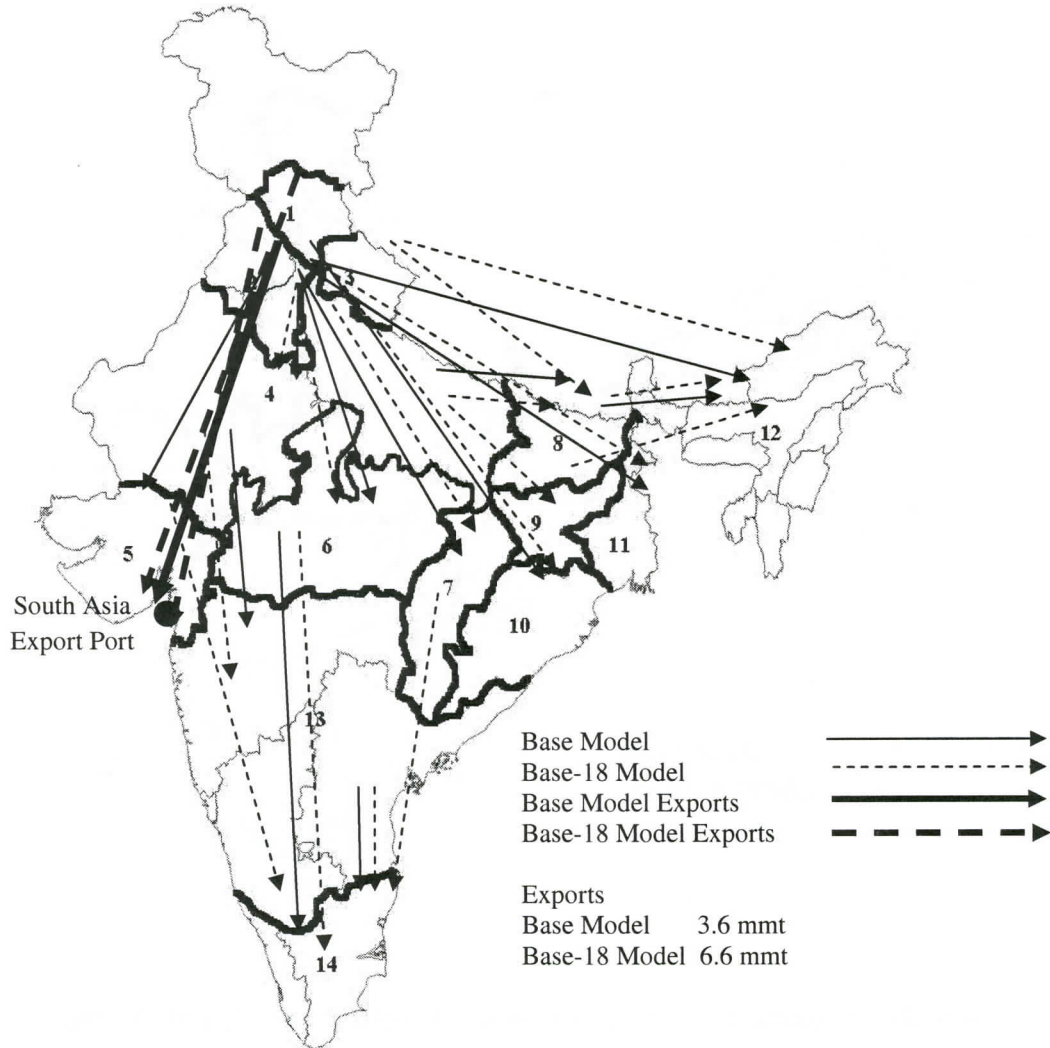 1
2
3
4
8
12
5
6
9
11
7
10
South Asia
Export Port
13
14
Base Model
Base-18 Model
Base Model Exports
Base-18 Model Exports
Exports
Base Model 3.6 mmt
Base-18 Model 6.6 mmt